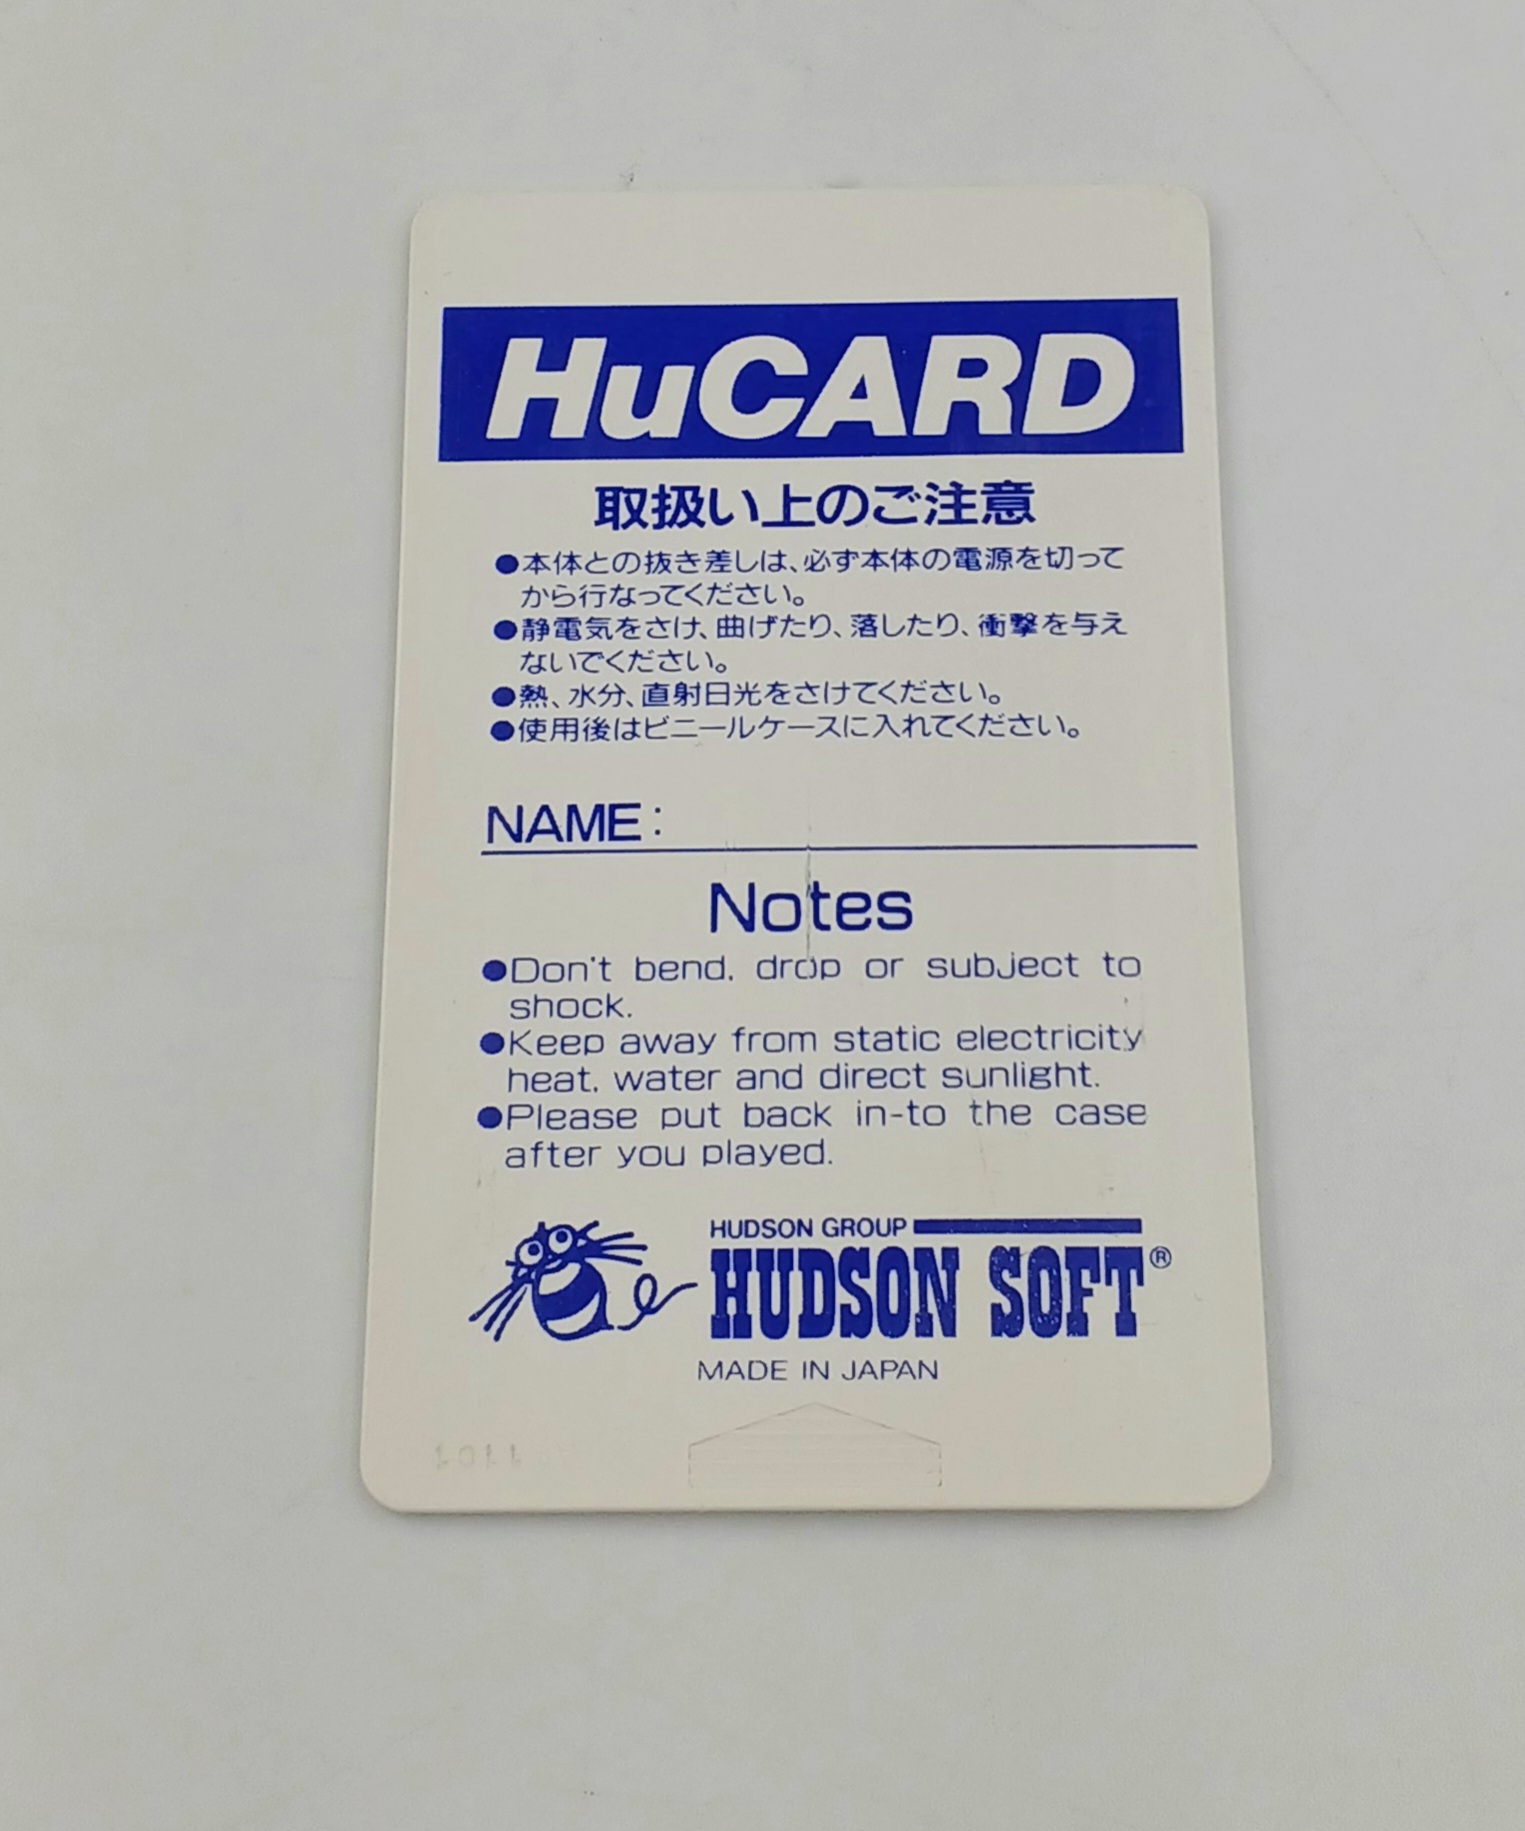 HuCARD
取扱い上のご注意
●本体との抜き差しは、必ず本体の電源を切って
から行なってください。
●静電気をさけ、曲げたり、落したり、衝撃を与え
ないでください。
●熱、水分、直射日光をさけてください。
●使用後はビニールケースに入れてください。
NAME:
Notes
●Don't bend. drop or subject to
shock.
●Keep away from static electricity
heat. water and direct sunlight.
●Please put back in-to the case
after you played.
HUDSON GROUP
HUDSON SOFT®
MADE IN JAPAN